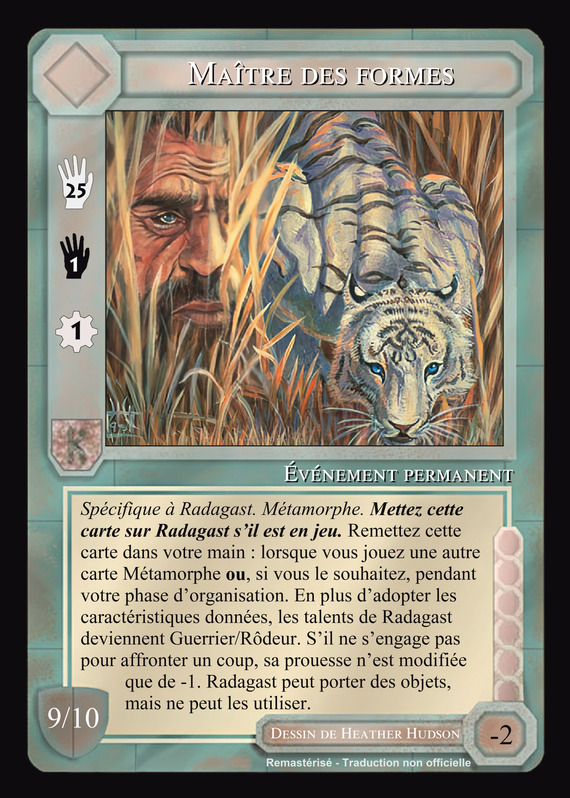 Maître des formes
25
1
1
R
Événement permanent
Spécifique à Radagast. Métamorphe. Mettez cette
carte sur Radagast s’il est en jeu. Remettez cette
carte dans votre main : lorsque vous jouez une autre
carte Métamorphe ou, si vous le souhaitez, pendant
votre phase d’organisation. En plus d’adopter les
caractéristiques données, les talents de Radagast
deviennent Guerrier/Rôdeur. S’il ne s’engage pas
pour affronter un coup, sa prouesse n’est modifiée
que de -1. Radagast peut porter des objets,
mais ne peut les utiliser.
9/10
Dessin de Heather Hudson
-2
Remastérisé - Traduction non officielle